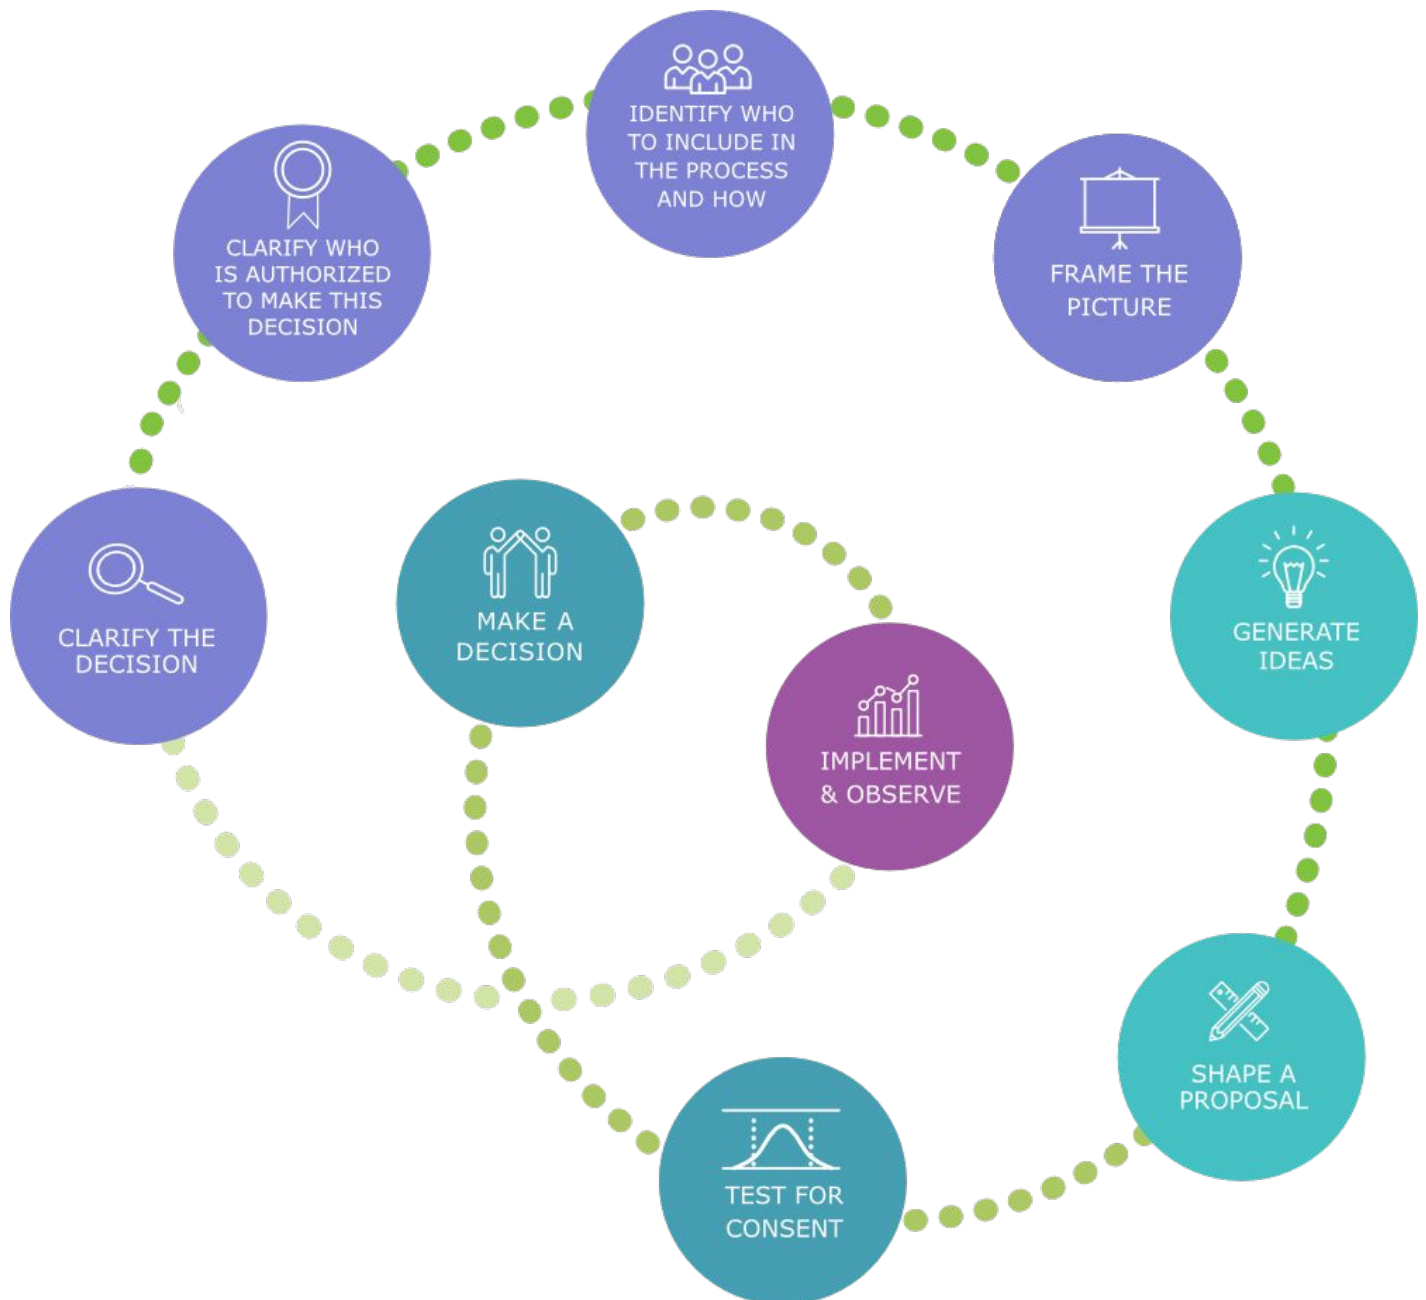 CLARIFY THE
DECISION
CLARIFY WHO
IS AUTHORIZED
TO MAKE THIS
DECISION
IDENTIFY WHO
TO INCLUDE IN
THE PROCESS
AND HOW
FRAME THE
PICTURE
GENERATE
IDEAS
SHAPE A
PROPOSAL
TEST FOR
CONSENT
MAKE A
DECISION
IMPLEMENT
& OBSERVE